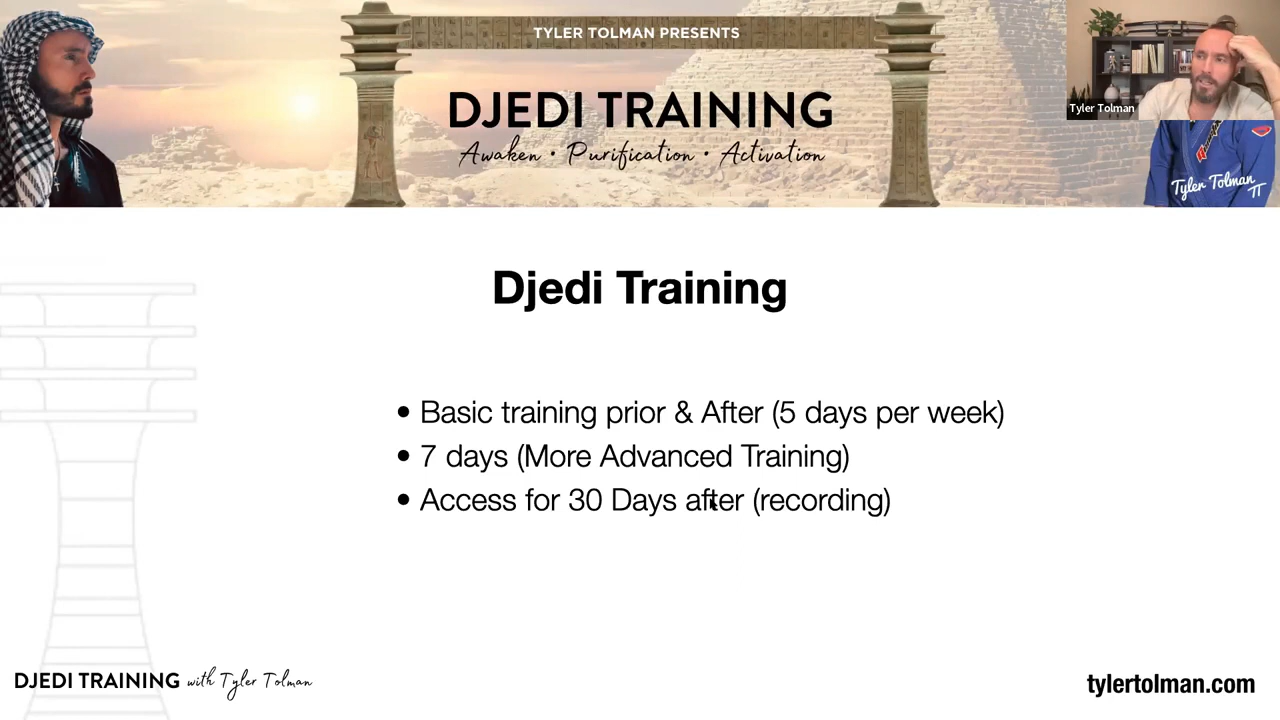 TYLER TOLMAN PRESENTS
DJEDI TRAINING
Awaken • Purification • Activation
Tyler Tolman
Tyler Tolman
TT
Djedi Training
• Basic training prior & After (5 days per week)
• 7 days (More Advanced Training)
• Access for 30 Days after (recording)
DJEDI TRAINING with Tyler Tolman
tylertolman.com